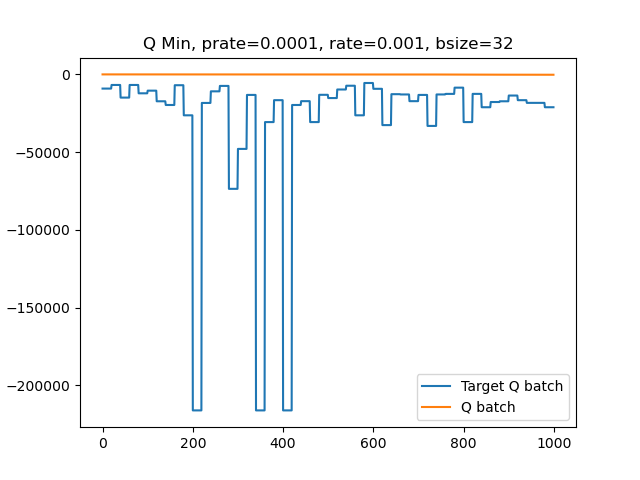 Q Min, prate=0.0001, rate=0.001, bsize=32
0
−50000
−100000
−150000
−200000
Target Q batch
Q batch
0 200 400 600 800 1000